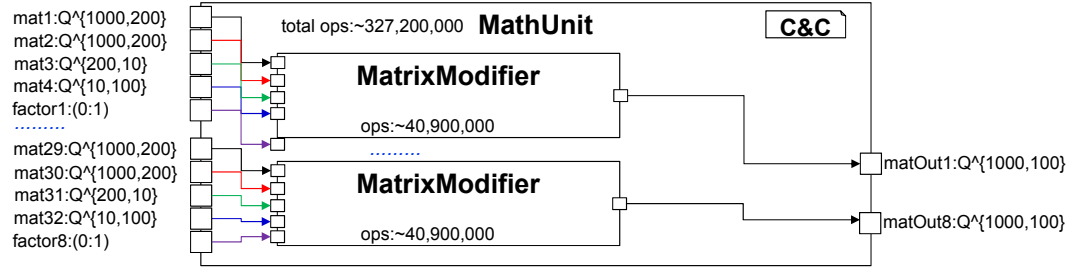 mat1:Q^{1000,200}
mat2:Q^{1000,200}
mat3:Q^{200,10}
mat4:Q^{10,100}
factor1:(0:1)
.........
mat29:Q^{1000,200}
mat30:Q^{1000,200}
mat31:Q^{200,10}
mat32:Q^{10,100}
factor8:(0:1)
total ops:~327,200,000 MathUnit
C&C
MatrixModifier
ops:~40,900,000
.........
MatrixModifier
ops:~40,900,000
matOut1:Q^{1000,100}
matOut8:Q^{1000,100}